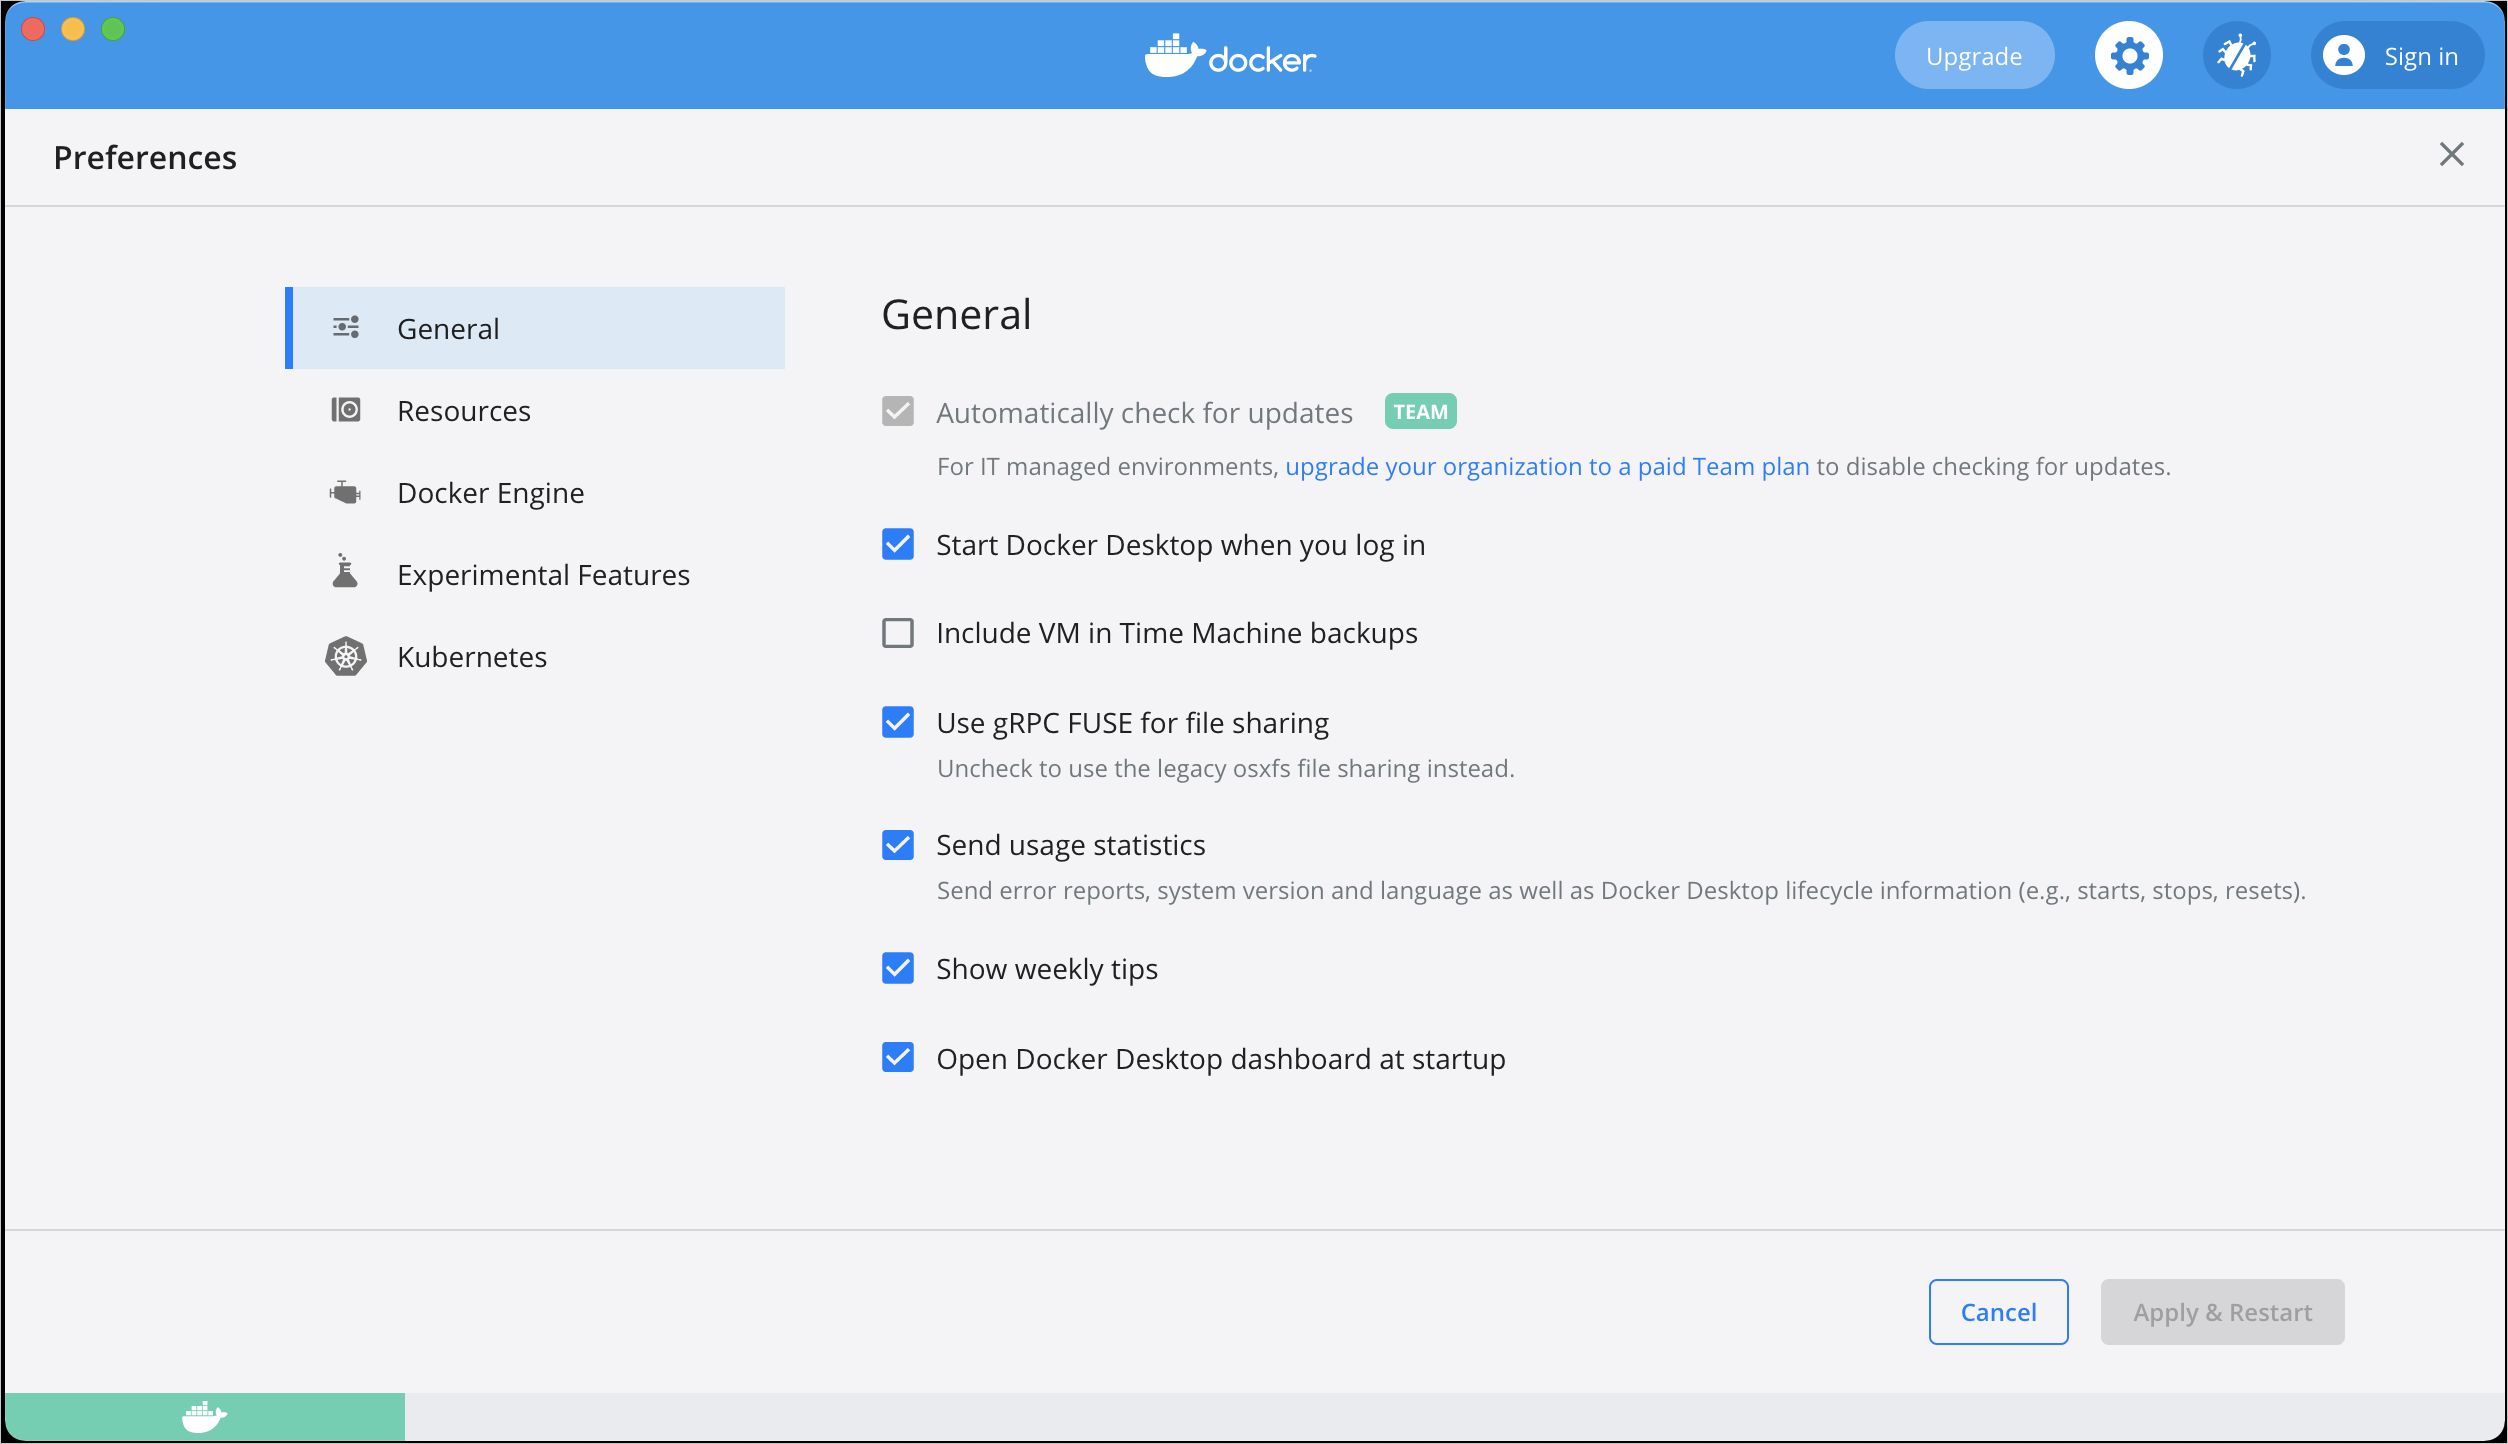 docker
Upgrade
Sign in
Preferences
General
Resources
Docker Engine
Experimental Features
Kubernetes
General
Automatically check for updates TEAM
For IT managed environments, upgrade your organization to a paid Team plan to disable checking for updates.
Start Docker Desktop when you log in
Include VM in Time Machine backups
Use gRPC FUSE for file sharing
Uncheck to use the legacy osxfs file sharing instead.
Send usage statistics
Send error reports, system version and language as well as Docker Desktop lifecycle information (e.g., starts, stops, resets).
Show weekly tips
Open Docker Desktop dashboard at startup
Cancel
Apply & Restart